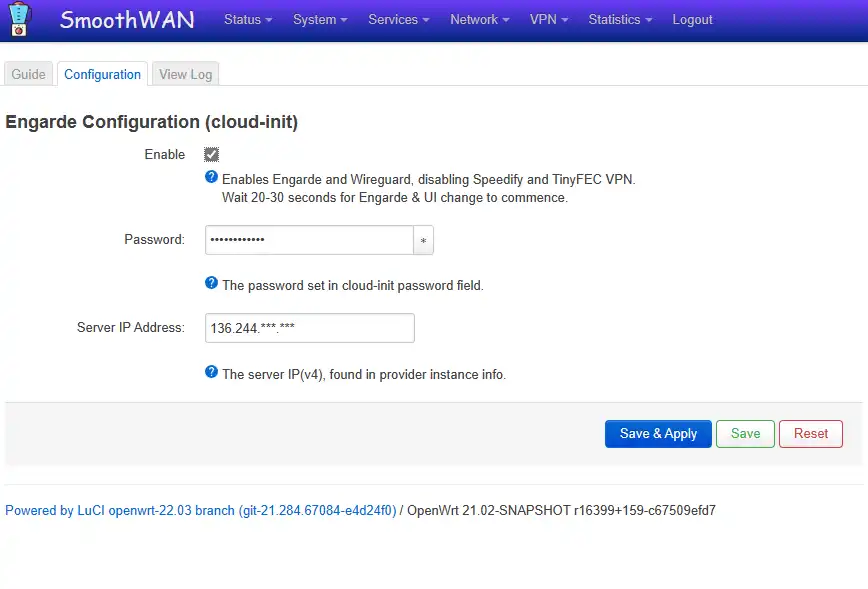 SmoothWAN Status System Services Network VPN Statistics Logout
Guide Configuration View Log
Engarde Configuration (cloud-init)
Enable
? Enables Engarde and Wireguard, disabling Speedify and TinyFEC VPN.
Wait 20-30 seconds for Engarde & UI change to commence.
Password: •••••••••••• *
? The password set in cloud-init password field.
Server IP Address: 136.244.***.***
? The server IP(v4), found in provider instance info.
Save & Apply Save Reset
Powered by LuCI openwrt-22.03 branch (git-21.284.67084-e4d24f0) / OpenWrt 21.02-SNAPSHOT r16399+159-c67509efd7